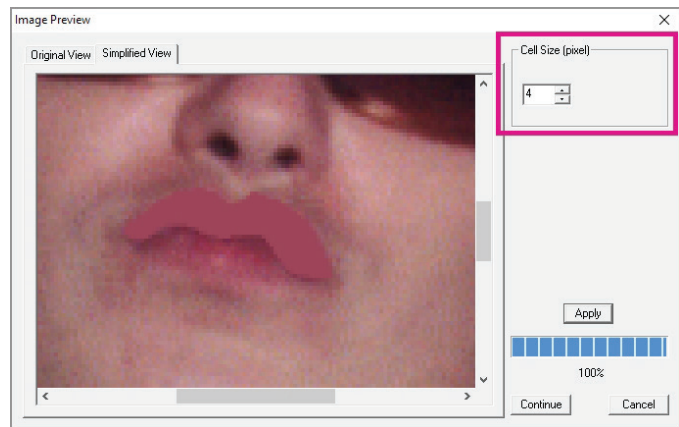 Image Preview
Original View Simplified View
Cell Size (pixel)
4
Apply
100%
Continue Cancel